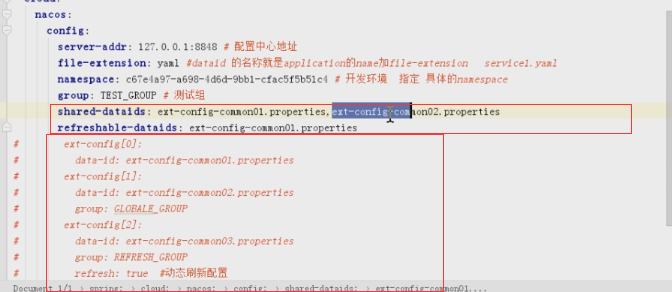 cloud:
nacos:
config:
server-addr: 127.0.0.1:8848 # 配置中心地址
file-extension: yaml #dataid 的名称就是application的name加file-extension service1.yaml
namespace: c67e4a97-a698-4d6d-9bb1-cfac5f5b51c4 # 开发环境 指定 具体的namespace
group: TEST_GROUP # 测试组
shared-dataids: ext-config-common01.properties,ext-config-common02.properties
refreshable-dataids: ext-config-common01.properties
# ext-config[0]:
# data-id: ext-config-common01.properties
# ext-config[1]:
# data-id: ext-config-common02.properties
# group: GLOBALE_GROUP
# ext-config[2]:
# data-id: ext-config-common03.properties
# group: REFRESH_GROUP
# refresh: true #动态刷新配置
Document 1/1 › spring: › cloud: › nacos: › config: › shared-dataids: › ext-config-common01....